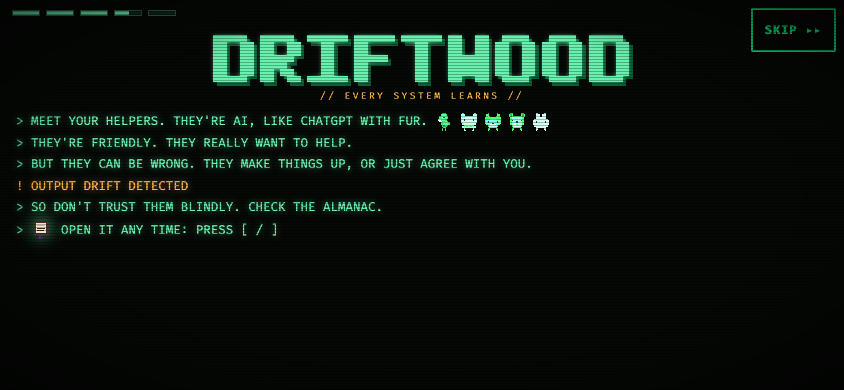 SKIP ▸▸
DRIFTWOOD
// EVERY SYSTEM LEARNS //
> MEET YOUR HELPERS. THEY'RE AI, LIKE CHATGPT WITH FUR.
> THEY'RE FRIENDLY. THEY REALLY WANT TO HELP.
> BUT THEY CAN BE WRONG. THEY MAKE THINGS UP, OR JUST AGREE WITH YOU.
! OUTPUT DRIFT DETECTED
> SO DON'T TRUST THEM BLINDLY. CHECK THE ALMANAC.
> OPEN IT ANY TIME: PRESS [ / ]